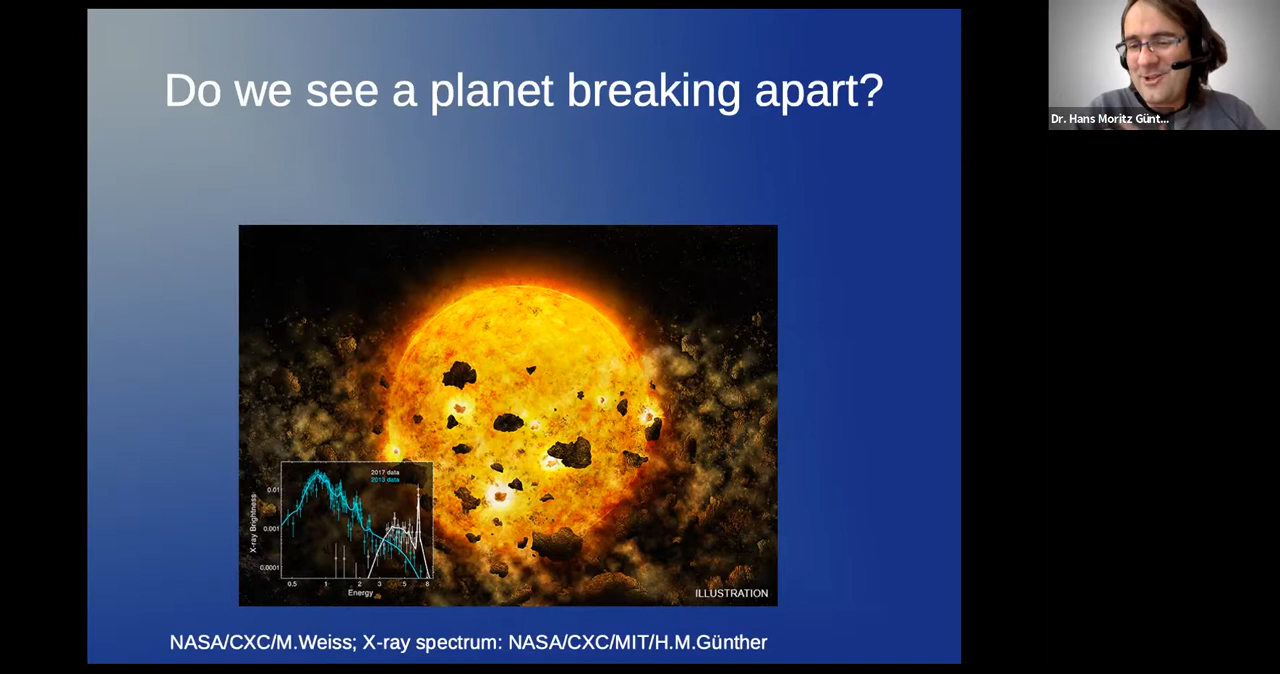 Do we see a planet breaking apart?
Dr. Hans Moritz Günt...
2017 data
2013 data
0.01
0.001
0.0001
X-ray Brightness
0.5 1 2 3 5 8
Energy
ILLUSTRATION
NASA/CXC/M.Weiss; X-ray spectrum: NASA/CXC/MIT/H.M.Günther